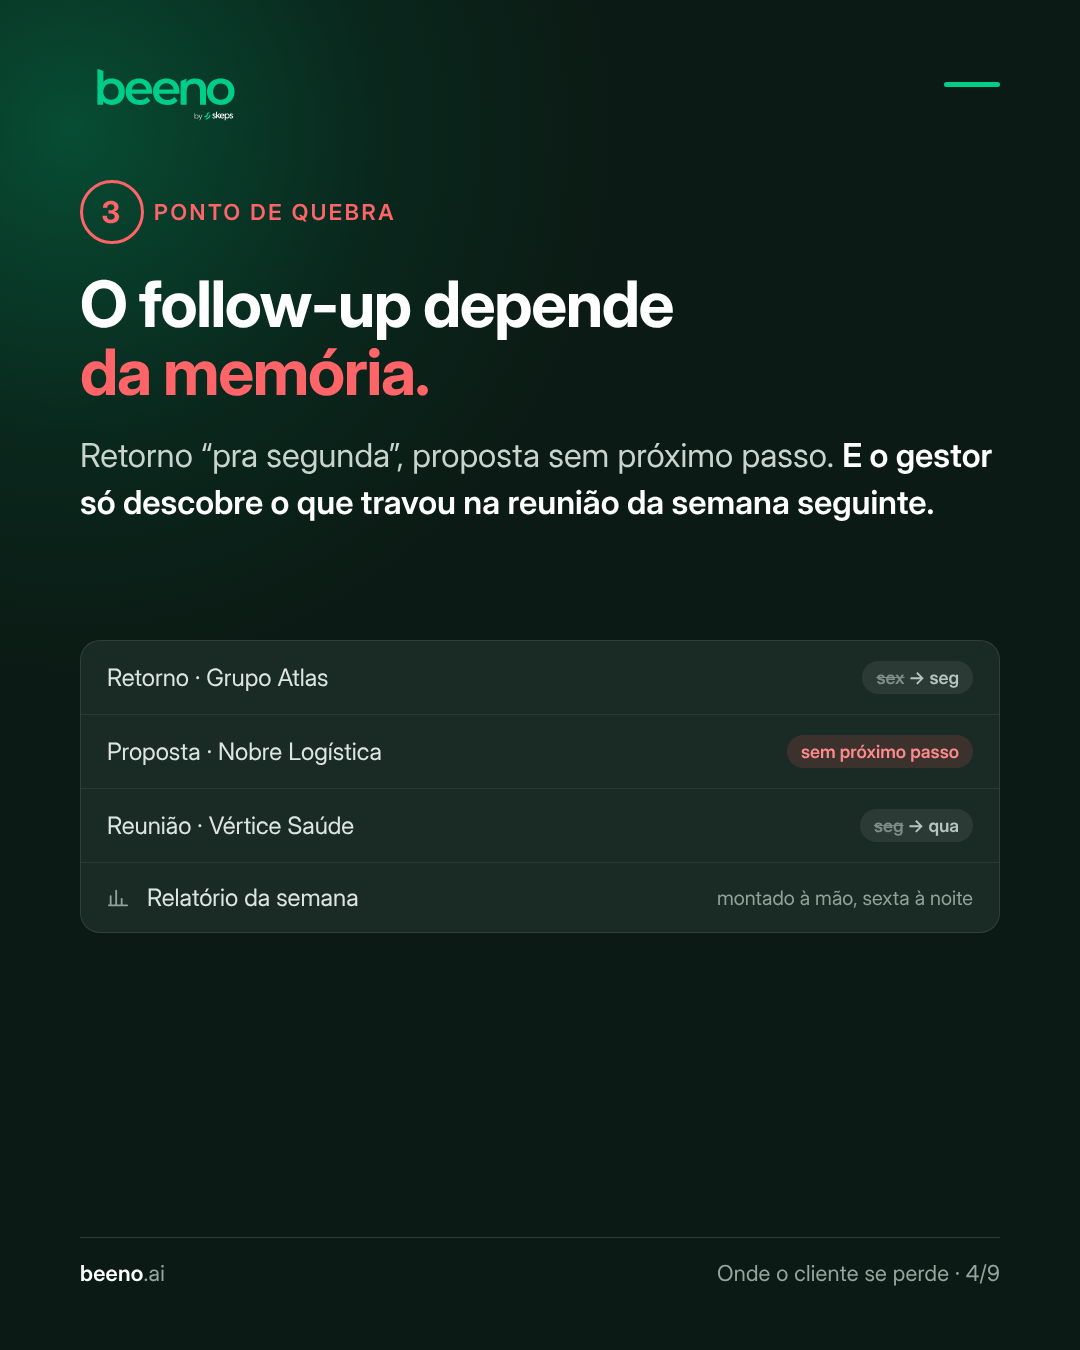 beeno
by skeps
3 PONTO DE QUEBRA
O follow-up depende
da memória.
Retorno “pra segunda”, proposta sem próximo passo. E o gestor
só descobre o que travou na reunião da semana seguinte.
Retorno · Grupo Atlas sex → seg
Proposta · Nobre Logística sem próximo passo
Reunião · Vértice Saúde seg → qua
Relatório da semana montado à mão, sexta à noite
beeno.ai Onde o cliente se perde · 4/9